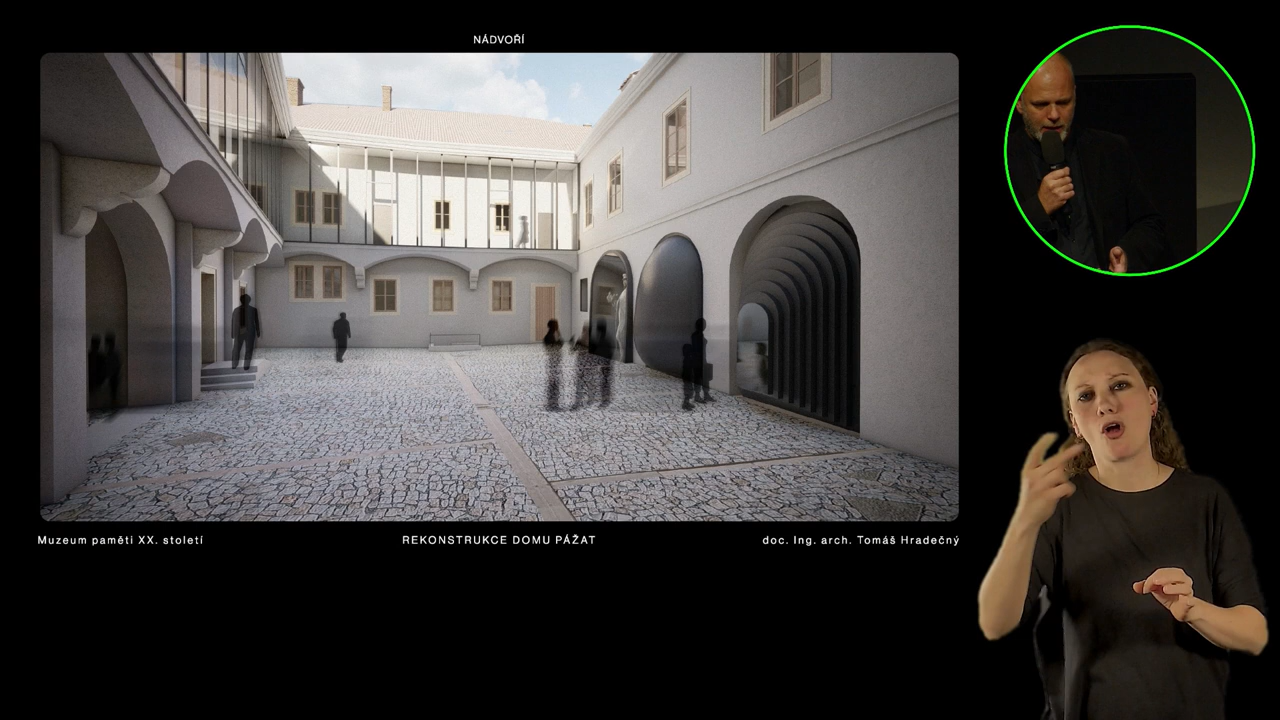 NÁDVOŘÍ
Muzeum paměti XX. století
REKONSTRUKCE DOMU PÁŽAT
doc. Ing. arch. Tomáš Hradečný